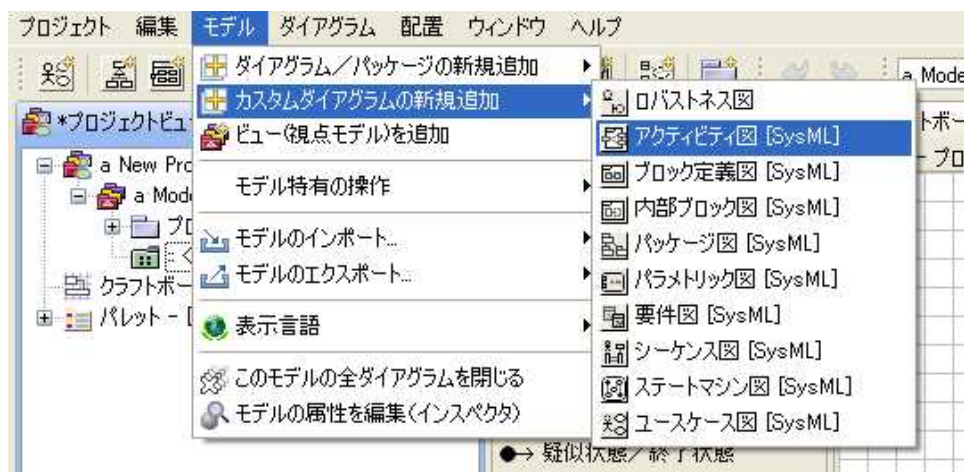 プロジェクト 編集 モデル ダイアグラム 配置 ウィンドウ ヘルプ
a Mode
*プロジェクトビュ
a New Pro
a Mode
プロ
クラフトボー
パレット - [
ダイアグラム/パッケージの新規追加
カスタムダイアグラムの新規追加
ビュー(視点モデル)を追加
モデル特有の操作
モデルのインポート...
モデルのエクスポート...
表示言語
このモデルの全ダイアグラムを閉じる
モデルの属性を編集(インスペクタ)
ロバストネス図
アクティビティ図 [SysML]
ブロック定義図 [SysML]
内部ブロック図 [SysML]
パッケージ図 [SysML]
パラメトリック図 [SysML]
要件図 [SysML]
シーケンス図 [SysML]
ステートマシン図 [SysML]
ユースケース図 [SysML]
トボー
- プロ
疑似状態/終了状態